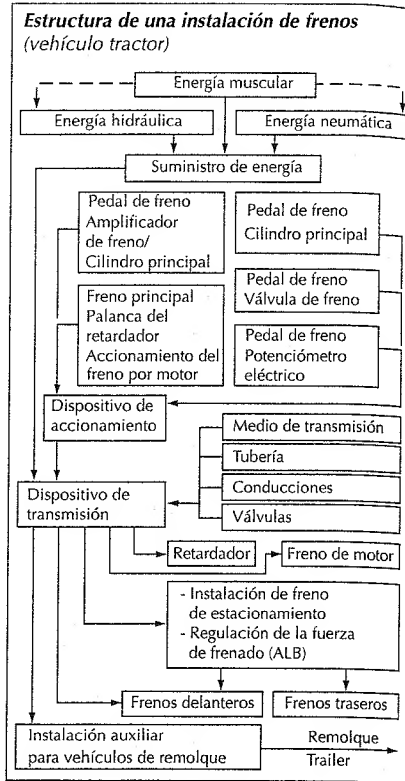 Estructura de una instalación de frenos
(vehículo tractor)
Energía muscular
Energía hidráulica
Energía neumática
Suministro de energía
Pedal de freno
Amplificador
de freno/
Cilindro principal
Pedal de freno
Cilindro principal
Freno principal
Palanca del
retardador
Accionamiento del
freno por motor
Pedal de freno
Válvula de freno
Pedal de freno
Potenciómetro
eléctrico
Dispositivo de
accionamiento
Medio de transmisión
Tubería
Conducciones
Válvulas
Dispositivo de
transmisión
Retardador
Freno de motor
- Instalación de freno
de estacionamiento
- Regulación de la fuerza
de frenado (ALB)
Frenos delanteros
Frenos traseros
Instalación auxiliar
para vehículos de remolque
Remolque
Trailer